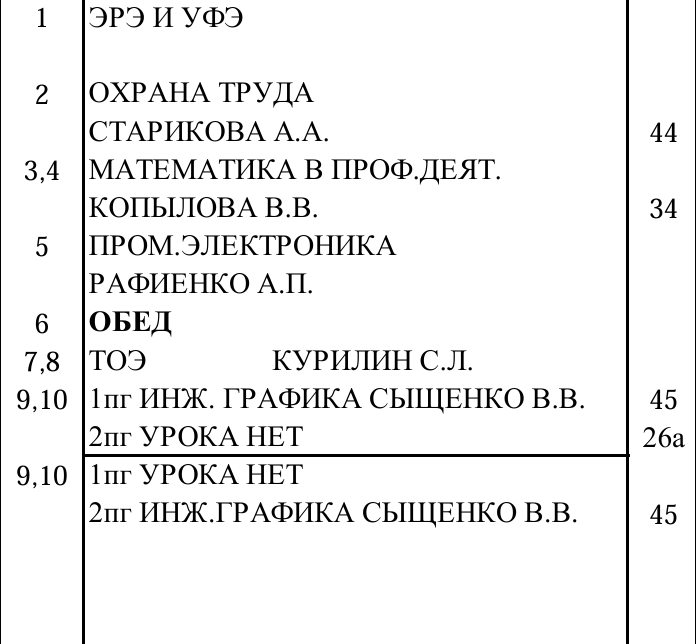 1 ЭРЭ И УФЭ
2 ОХРАНА ТРУДА
СТАРИКОВА А.А. 44
3,4 МАТЕМАТИКА В ПРОФ.ДЕЯТ.
КОПЫЛОВА В.В. 34
5 ПРОМ.ЭЛЕКТРОНИКА
РАФИЕНКО А.П.
6 ОБЕД
7,8 ТОЭ КУРИЛИН С.Л.
9,10 1пг ИНЖ. ГРАФИКА СЫЩЕНКО В.В. 45
2пг УРОКА НЕТ 26а
9,10 1пг УРОКА НЕТ
2пг ИНЖ.ГРАФИКА СЫЩЕНКО В.В. 45